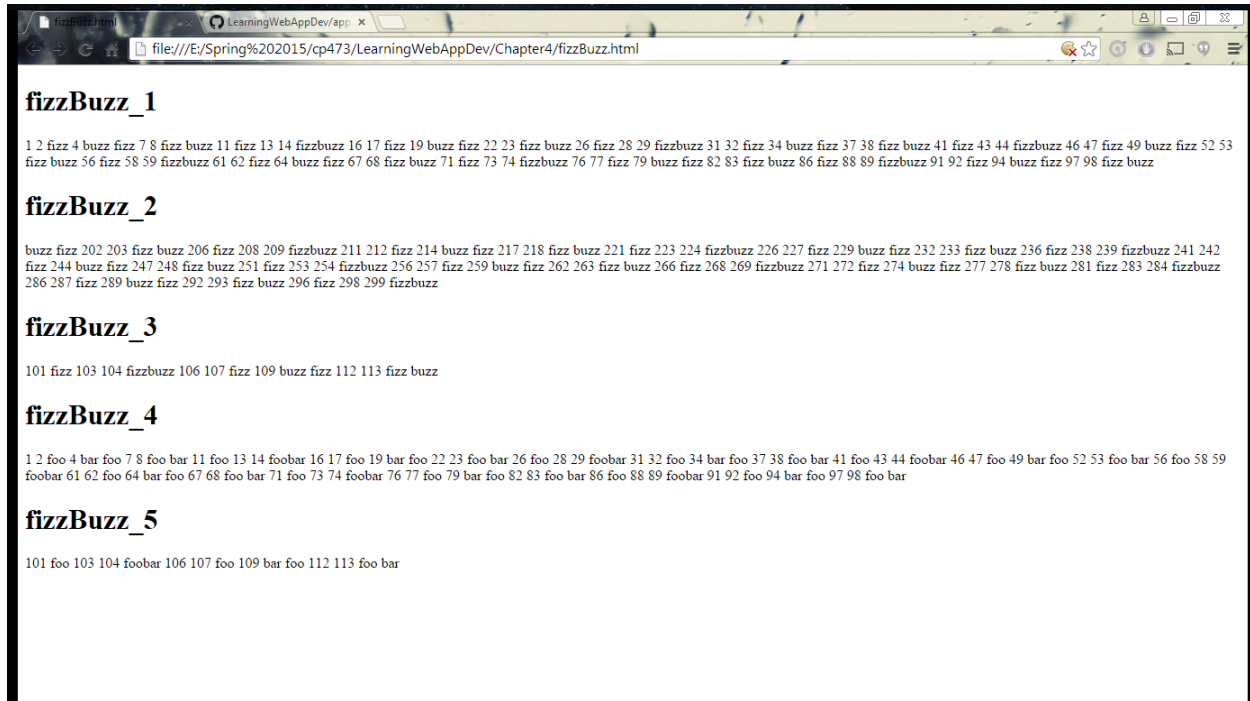 fizzBuzz.html
LearningWebAppDev/app
file:///E:/Spring%202015/cp473/LearningWebAppDev/Chapter4/fizzBuzz.html
fizzBuzz_1
1 2 fizz 4 buzz fizz 7 8 fizz buzz 11 fizz 13 14 fizzbuzz 16 17 fizz 19 buzz fizz 22 23 fizz buzz 26 fizz 28 29 fizzbuzz 31 32 fizz 34 buzz fizz 37 38 fizz buzz 41 fizz 43 44 fizzbuzz 46 47 fizz 49 buzz fizz 52 53
fizz buzz 56 fizz 58 59 fizzbuzz 61 62 fizz 64 buzz fizz 67 68 fizz buzz 71 fizz 73 74 fizzbuzz 76 77 fizz 79 buzz fizz 82 83 fizz buzz 86 fizz 88 89 fizzbuzz 91 92 fizz 94 buzz fizz 97 98 fizz buzz
fizzBuzz_2
buzz fizz 202 203 fizz buzz 206 fizz 208 209 fizzbuzz 211 212 fizz 214 buzz fizz 217 218 fizz buzz 221 fizz 223 224 fizzbuzz 226 227 fizz 229 buzz fizz 232 233 fizz buzz 236 fizz 238 239 fizzbuzz 241 242
fizz 244 buzz fizz 247 248 fizz buzz 251 fizz 253 254 fizzbuzz 256 257 fizz 259 buzz fizz 262 263 fizz buzz 266 fizz 268 269 fizzbuzz 271 272 fizz 274 buzz fizz 277 278 fizz buzz 281 fizz 283 284 fizzbuzz
286 287 fizz 289 buzz fizz 292 293 fizz buzz 296 fizz 298 299 fizzbuzz
fizzBuzz_3
101 fizz 103 104 fizzbuzz 106 107 fizz 109 buzz fizz 112 113 fizz buzz
fizzBuzz_4
1 2 foo 4 bar foo 7 8 foo bar 11 foo 13 14 foobar 16 17 foo 19 bar foo 22 23 foo bar 26 foo 28 29 foobar 31 32 foo 34 bar foo 37 38 foo bar 41 foo 43 44 foobar 46 47 foo 49 bar foo 52 53 foo bar 56 foo 58 59
foobar 61 62 foo 64 bar foo 67 68 foo bar 71 foo 73 74 foobar 76 77 foo 79 bar foo 82 83 foo bar 86 foo 88 89 foobar 91 92 foo 94 bar foo 97 98 foo bar
fizzBuzz_5
101 foo 103 104 foobar 106 107 foo 109 bar foo 112 113 foo bar